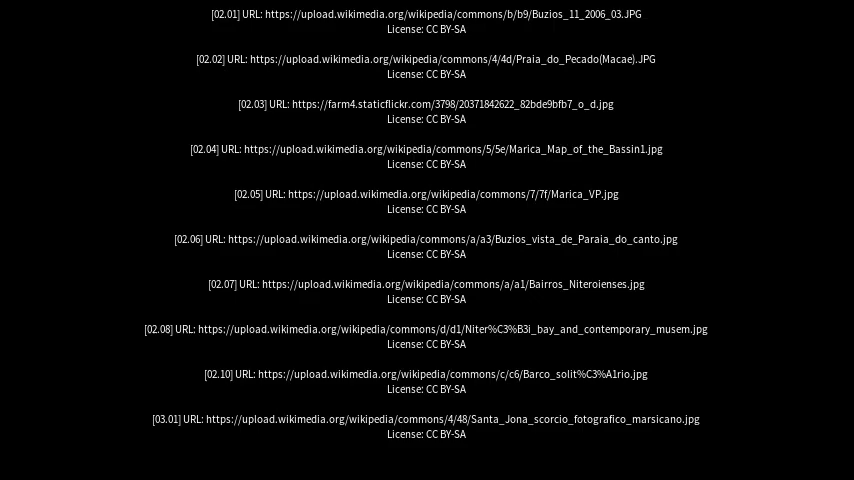 [02.01] URL: https://upload.wikimedia.org/wikipedia/commons/b/b9/Buzios_11_2006_03.JPG
License: CC BY-SA
[02.02] URL: https://upload.wikimedia.org/wikipedia/commons/4/4d/Praia_do_Pecado(Macae).JPG
License: CC BY-SA
[02.03] URL: https://farm4.staticflickr.com/3798/20371842622_82bde9bfb7_o_d.jpg
License: CC BY-SA
[02.04] URL: https://upload.wikimedia.org/wikipedia/commons/5/5e/Marica_Map_of_the_Bassin1.jpg
License: CC BY-SA
[02.05] URL: https://upload.wikimedia.org/wikipedia/commons/7/7f/Marica_VP.jpg
License: CC BY-SA
[02.06] URL: https://upload.wikimedia.org/wikipedia/commons/a/a3/Buzios_vista_de_Paraia_do_canto.jpg
License: CC BY-SA
[02.07] URL: https://upload.wikimedia.org/wikipedia/commons/a/a1/Bairros_Niteroienses.jpg
License: CC BY-SA
[02.08] URL: https://upload.wikimedia.org/wikipedia/commons/d/d1/Niter%C3%B3i_bay_and_contemporary_musem.jpg
License: CC BY-SA
[02.10] URL: https://upload.wikimedia.org/wikipedia/commons/c/c6/Barco_solit%C3%A1rio.jpg
License: CC BY-SA
[03.01] URL: https://upload.wikimedia.org/wikipedia/commons/4/48/Santa_Jona_scorcio_fotografico_marsicano.jpg
License: CC BY-SA